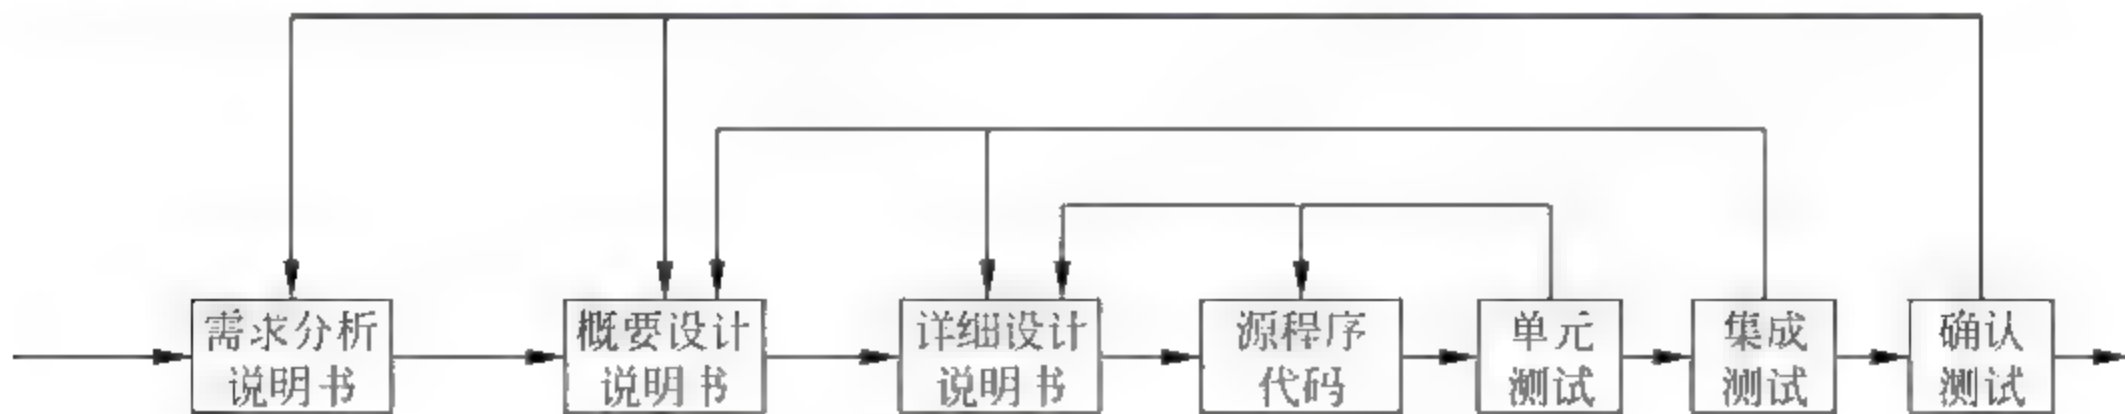 需求分析
说明书
概要设计
说明书
详细设计
说明书
源程序
代码
单元
测试
集成
测试
确认
测试